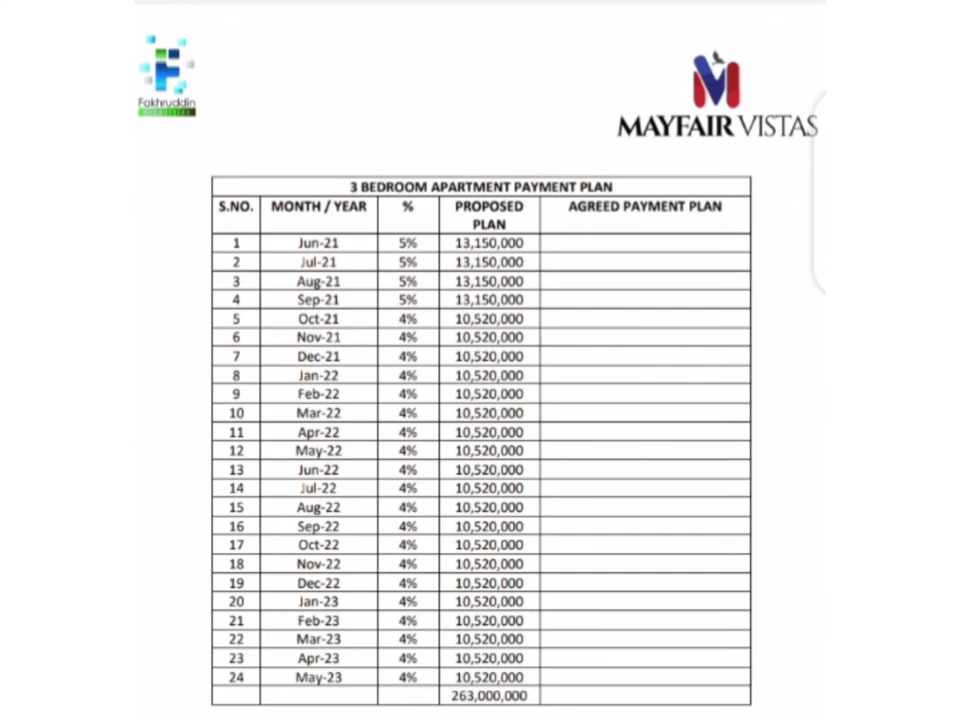 Fakhruddin
Properties
MAYFAIR VISTAS
3 BEDROOM APARTMENT PAYMENT PLAN
S.NO. MONTH / YEAR % PROPOSED PLAN AGREED PAYMENT PLAN
1 Jun-21 5% 13,150,000
2 Jul-21 5% 13,150,000
3 Aug-21 5% 13,150,000
4 Sep-21 5% 13,150,000
5 Oct-21 4% 10,520,000
6 Nov-21 4% 10,520,000
7 Dec-21 4% 10,520,000
8 Jan-22 4% 10,520,000
9 Feb-22 4% 10,520,000
10 Mar-22 4% 10,520,000
11 Apr-22 4% 10,520,000
12 May-22 4% 10,520,000
13 Jun-22 4% 10,520,000
14 Jul-22 4% 10,520,000
15 Aug-22 4% 10,520,000
16 Sep-22 4% 10,520,000
17 Oct-22 4% 10,520,000
18 Nov-22 4% 10,520,000
19 Dec-22 4% 10,520,000
20 Jan-23 4% 10,520,000
21 Feb-23 4% 10,520,000
22 Mar-23 4% 10,520,000
23 Apr-23 4% 10,520,000
24 May-23 4% 10,520,000
263,000,000